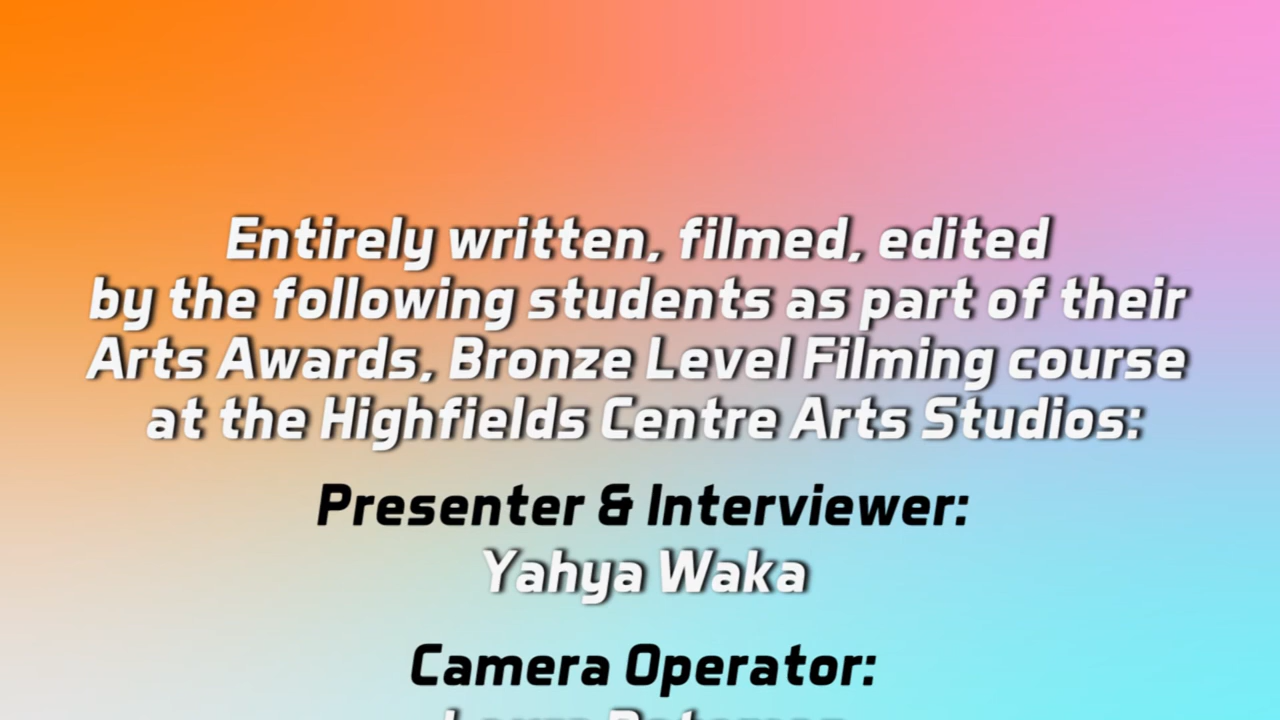 Entirely written, filmed, edited
by the following students as part of their
Arts Awards, Bronze Level Filming course
at the Highfields Centre Arts Studios:
Presenter & Interviewer:
Yahya Waka
Camera Operator: